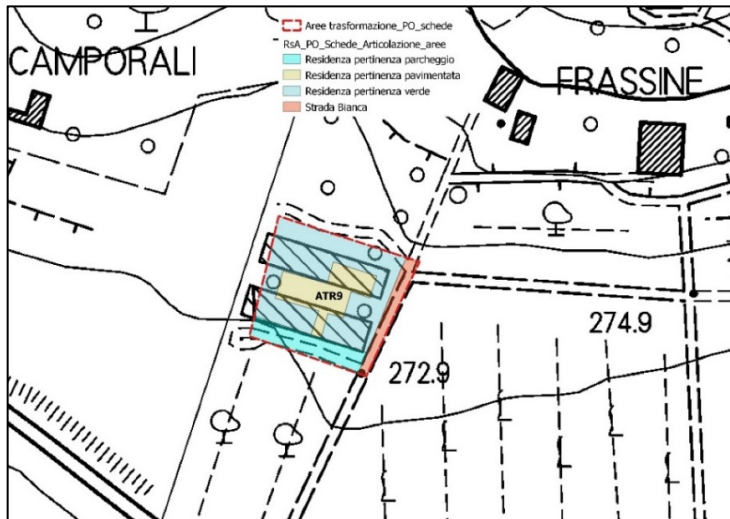 Aree trasformazione_PO_schede
RsA_PO_Schede_Articolazione_aree
Residenza pertinenza parcheggio
Residenza pertinenza pavimentata
Residenza pertinenza verde
Strada Bianca
CAMPORALI
FRASSINE
ATR9
274.9
272.9